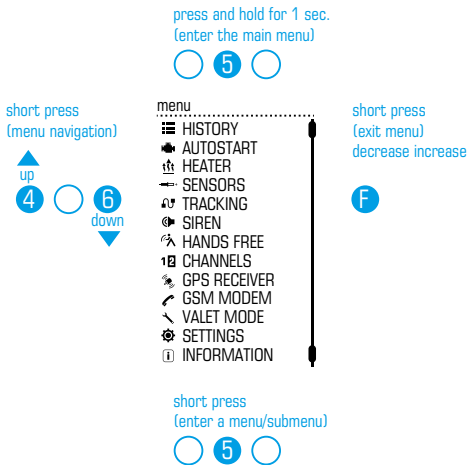 press and hold for 1 sec.
(enter the main menu)
5
short press
(menu navigation)
up
4 6
down
menu
HISTORY
AUTOSTART
HEATER
SENSORS
TRACKING
SIREN
HANDS FREE
12 CHANNELS
GPS RECEIVER
GSM MODEM
VALET MODE
SETTINGS
i INFORMATION
short press
(exit menu)
decrease increase
F
short press
(enter a menu/submenu)
5